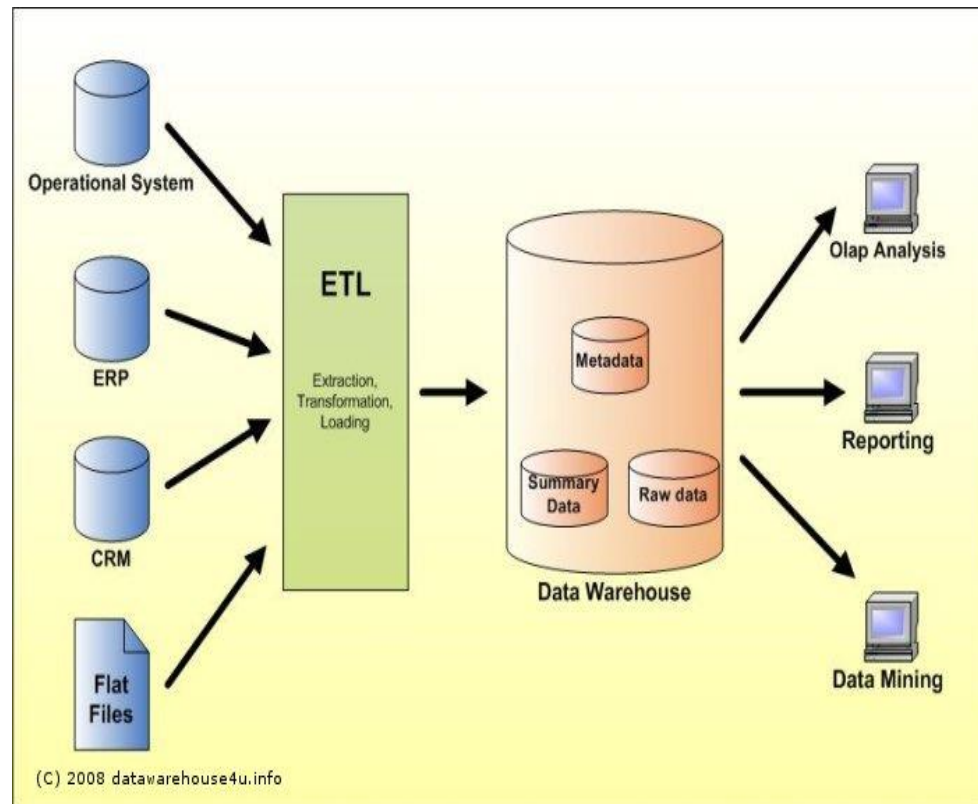 Operational System
ERP
CRM
Flat
Files
ETL
Extraction,
Transformation,
Loading
Metadata
Summary
Data
Raw data
Data Warehouse
Olap Analysis
Reporting
Data Mining
(C) 2008 datawarehouse4u.info